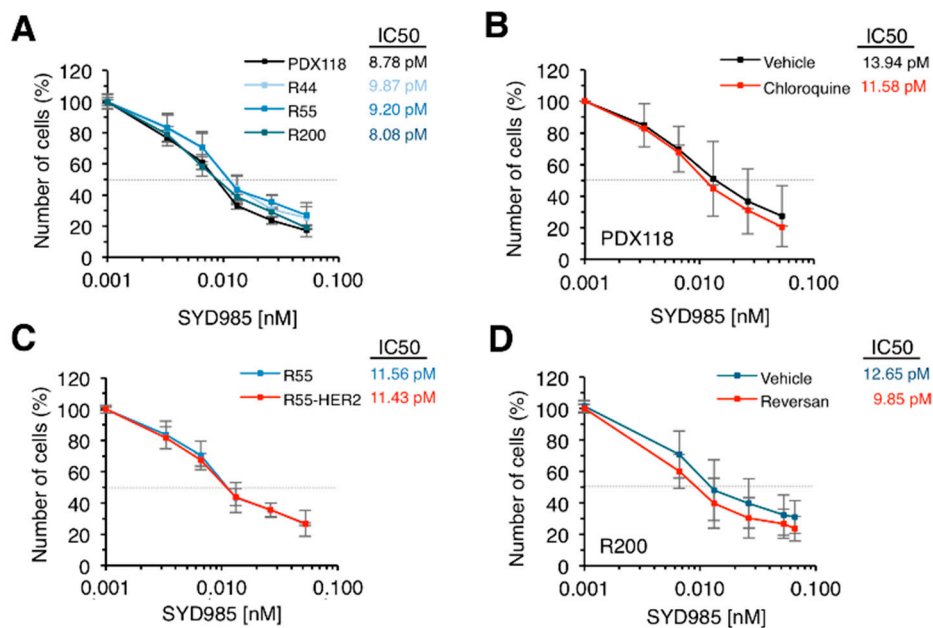 A
IC50
PDX118 8.78 pM
R44 9.87 pM
R55 9.20 pM
R200 8.08 pM
Number of cells (%)
120
100
80
60
40
20
0
0.001 0.010 0.100
SYD985 [nM]
B
IC50
Vehicle 13.94 pM
Chloroquine 11.58 pM
Number of cells (%)
120
100
80
60
40
20
0
PDX118
0.001 0.010 0.100
SYD985 [nM]
C
IC50
R55 11.56 pM
R55-HER2 11.43 pM
Number of cells (%)
120
100
80
60
40
20
0
0.001 0.010 0.100
SYD985 [nM]
D
IC50
Vehicle 12.65 pM
Reversan 9.85 pM
Number of cells (%)
120
100
80
60
40
20
0
R200
0.001 0.010 0.100
SYD985 [nM]